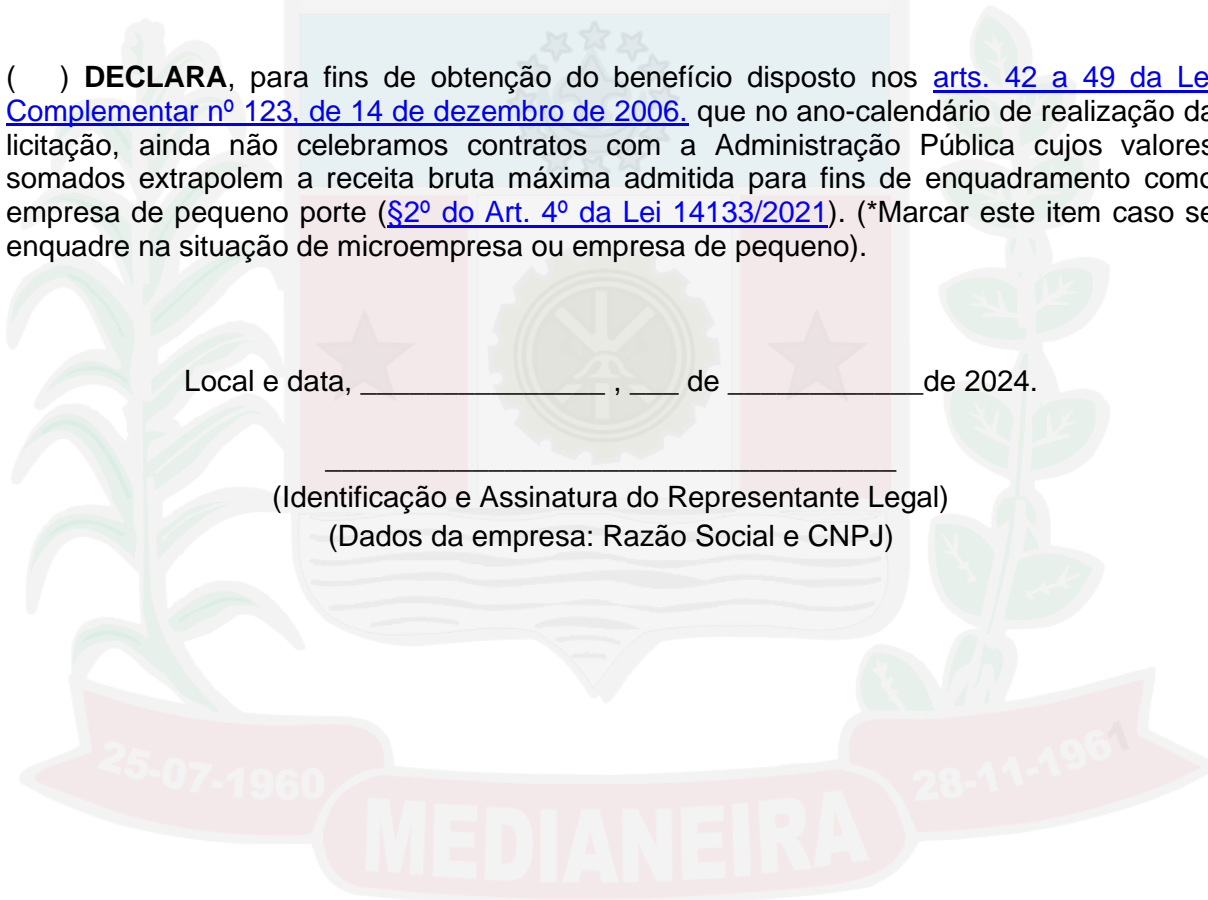 (   ) DECLARA, para fins de obtenção do benefício disposto nos arts. 42 a 49 da Le
Complementar nº 123, de 14 de dezembro de 2006. que no ano-calendário de realização da
licitação, ainda não celebramos contratos com a Administração Pública cujos valores
somados extrapolem a receita bruta máxima admitida para fins de enquadramento como
empresa de pequeno porte (§2º do Art. 4º da Lei 14133/2021). (*Marcar este item caso se
enquadre na situação de microempresa ou empresa de pequeno).
Local e data, _______________ , ___ de ____________de 2024.
___________________________________
(Identificação e Assinatura do Representante Legal)
(Dados da empresa: Razão Social e CNPJ)
25-07-1960
MEDIANEIRA
28-11-1961